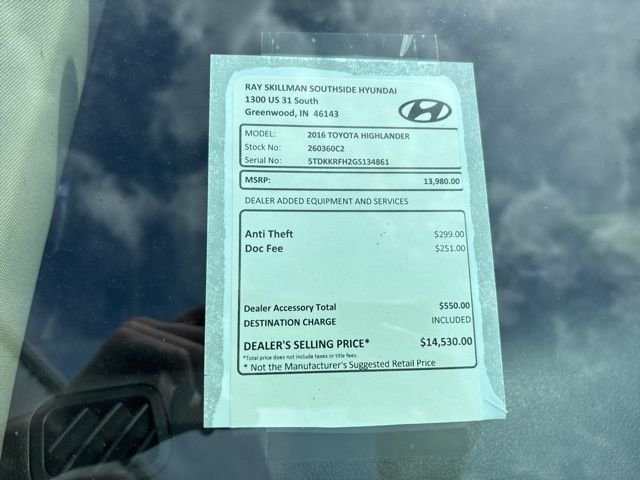 RAY SKILLMAN SOUTHSIDE HYUNDAI
1300 US 31 South
Greenwood, IN 46143
MODEL: 2016 TOYOTA HIGHLANDER
Stock No: 260360C2
Serial No: 5TDKKRFH2GS134861
MSRP: 13,980.00
DEALER ADDED EQUIPMENT AND SERVICES
Anti Theft $299.00
Doc Fee $251.00
Dealer Accessory Total $550.00
DESTINATION CHARGE INCLUDED
DEALER'S SELLING PRICE* $14,530.00
*Total price does not include taxes or title fees.
* Not the Manufacturer's Suggested Retail Price